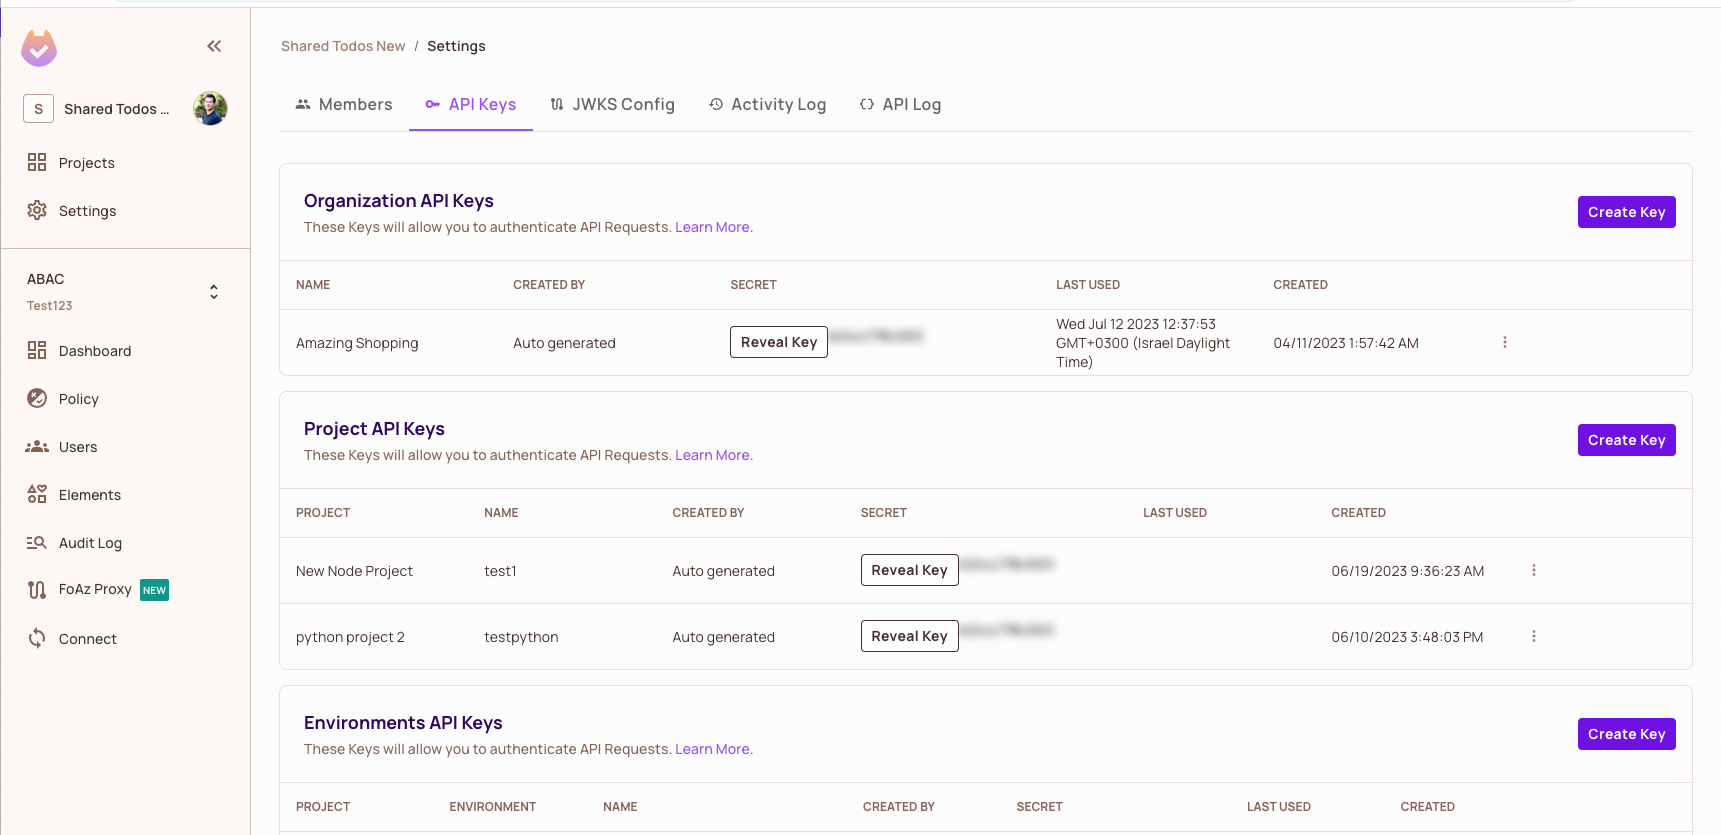 Shared Todos New / Settings
S Shared Todos ...
Projects
Settings
ABAC
Test123
Dashboard
Policy
Users
Elements
Audit Log
FoAz Proxy NEW
Connect
Members API Keys JWKS Config Activity Log API Log
Organization API Keys
These Keys will allow you to authenticate API Requests. Learn More.
Create Key
NAME CREATED BY SECRET LAST USED CREATED
Amazing Shopping Auto generated Reveal Key Wed Jul 12 2023 12:37:53
GMT+0300 (Israel Daylight
Time) 04/11/2023 1:57:42 AM
Project API Keys
These Keys will allow you to authenticate API Requests. Learn More.
Create Key
PROJECT NAME CREATED BY SECRET LAST USED CREATED
New Node Project test1 Auto generated Reveal Key 06/19/2023 9:36:23 AM
python project 2 testpython Auto generated Reveal Key 06/10/2023 3:48:03 PM
Environments API Keys
These Keys will allow you to authenticate API Requests. Learn More.
Create Key
PROJECT ENVIRONMENT NAME CREATED BY SECRET LAST USED CREATED